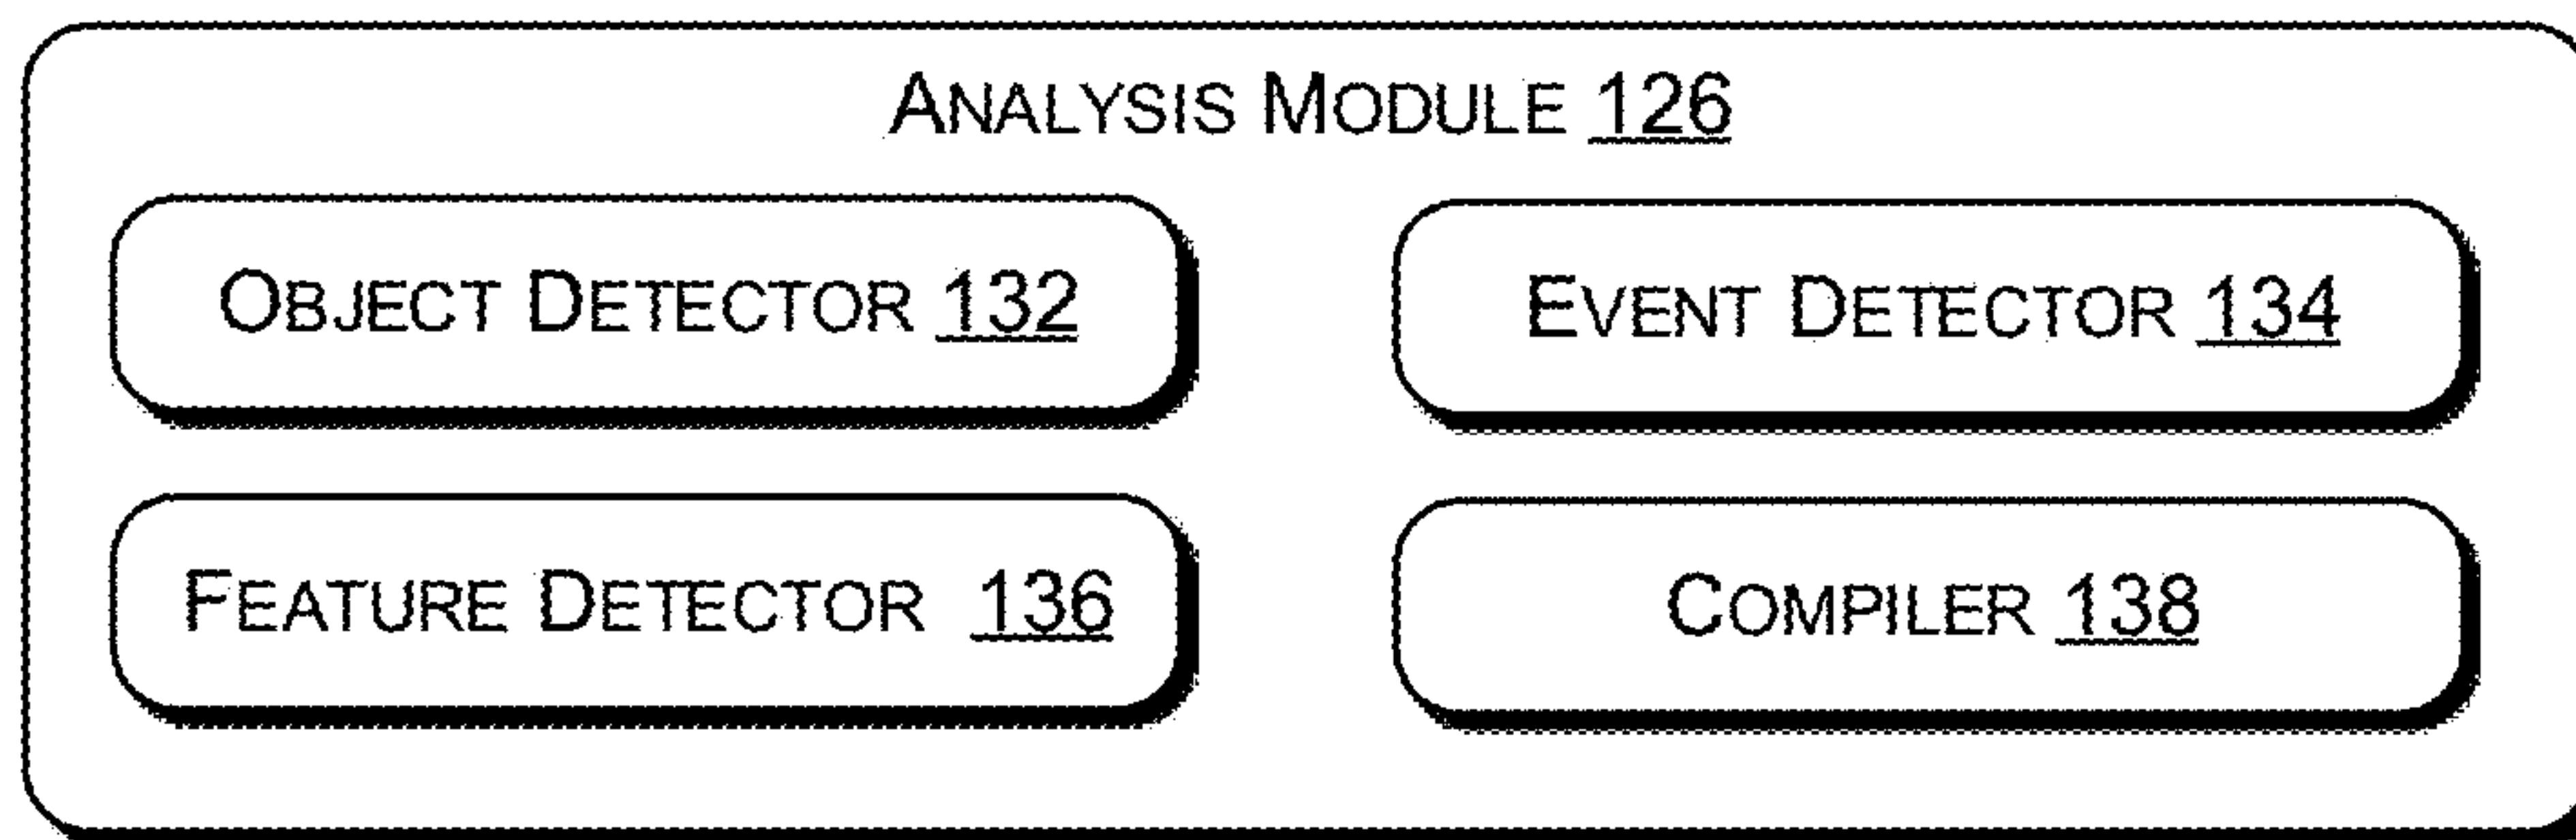 ANALYSIS MODULE 126
OBJECT DETECTOR 132
EVENT DETECTOR 134
FEATURE DETECTOR 136
COMPILER 138